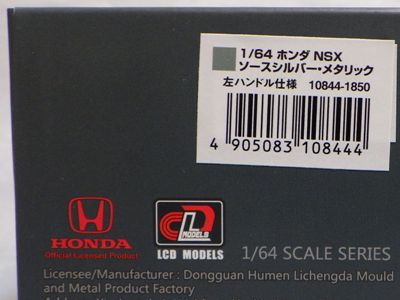 1/64 ホンダ NSX
ソースシルバー・メタリック
左ハンドル仕様 10844-1850
4 905083 108444
HONDA
Official Licensed Product
LCD MODELS
LCD MODELS
1/64 SCALE SERIES
Licensee/Manufacturer : Dongguan Humen Lichengda Mould
and Metal Product Factory